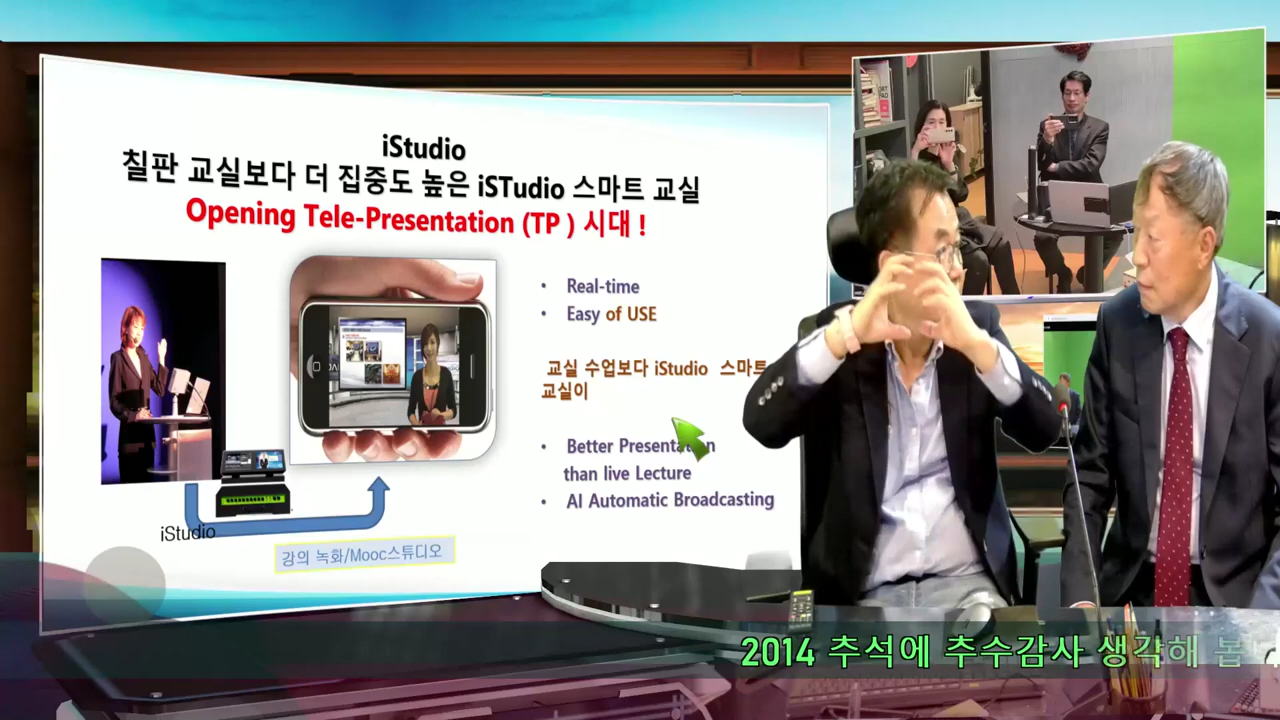 iStudio
칠판 교실보다 더 집중도 높은 iSTudio 스마트 교실
Opening Tele-Presentation (TP ) 시대 !
• Real-time
• Easy of USE
교실 수업보다 iStudio 스마트
교실이
• Better Presentation
than live Lecture
• AI Automatic Broadcasting
iStudio
강의 녹화/Mooc스튜디오
2014 추석에 추수감사 생각해 봅